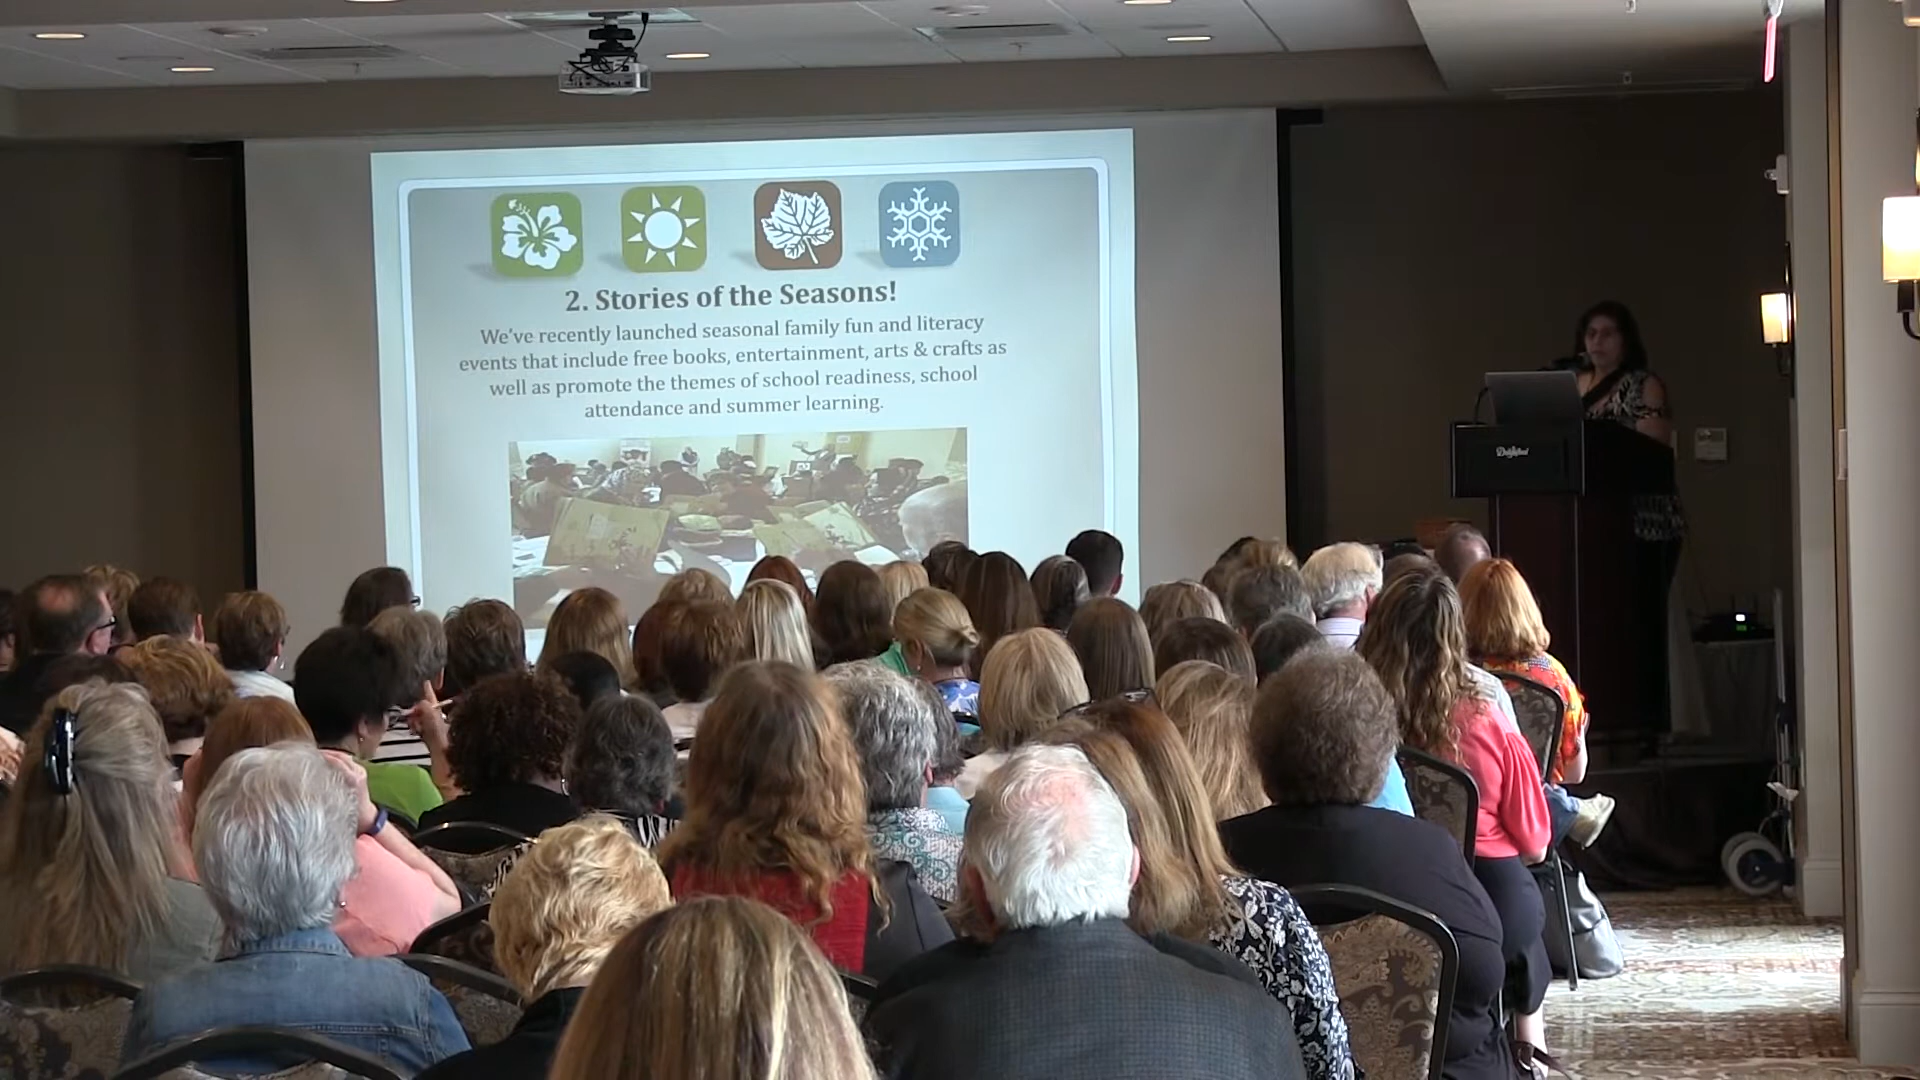 2. Stories of the Seasons!
We've recently launched seasonal family fun and literacy
events that include free books, entertainment, arts & crafts as
well as promote the themes of school readiness, school
attendance and summer learning.